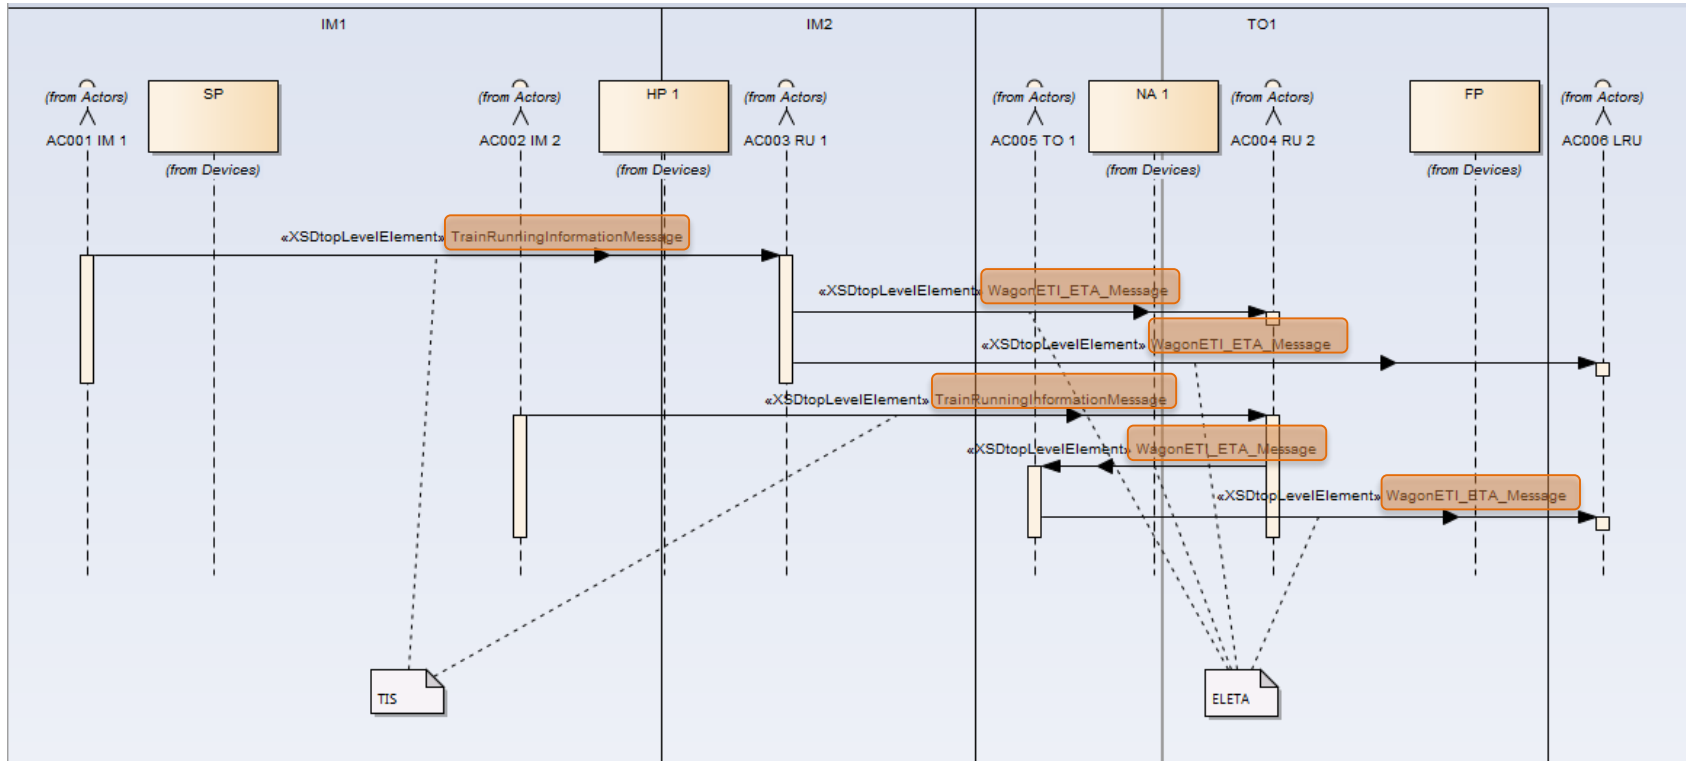 IM1
IM2
TO1
(from Actors)
SP
(from Actors)
HP 1
(from Actors)
(from Actors)
NA 1
(from Actors)
FP
(from Actors)
AC001 IM 1
AC002 IM 2
AC003 RU 1
AC005 TO 1
AC004 RU 2
AC006 LRU
(from Devices)
(from Devices)
(from Devices)
(from Devices)
«XSDtopLevelElement» TrainRunningInformationMessage
«XSDtopLevelElement» WagonETI_ETA_Message
«XSDtopLevelElement» WagonETI_ETA_Message
«XSDtopLevelElement» TrainRunningInformationMessage
«XSDtopLevelElement» WagonETI_ETA_Message
«XSDtopLevelElement» WagonETI_ETA_Message
TIS
ELETA